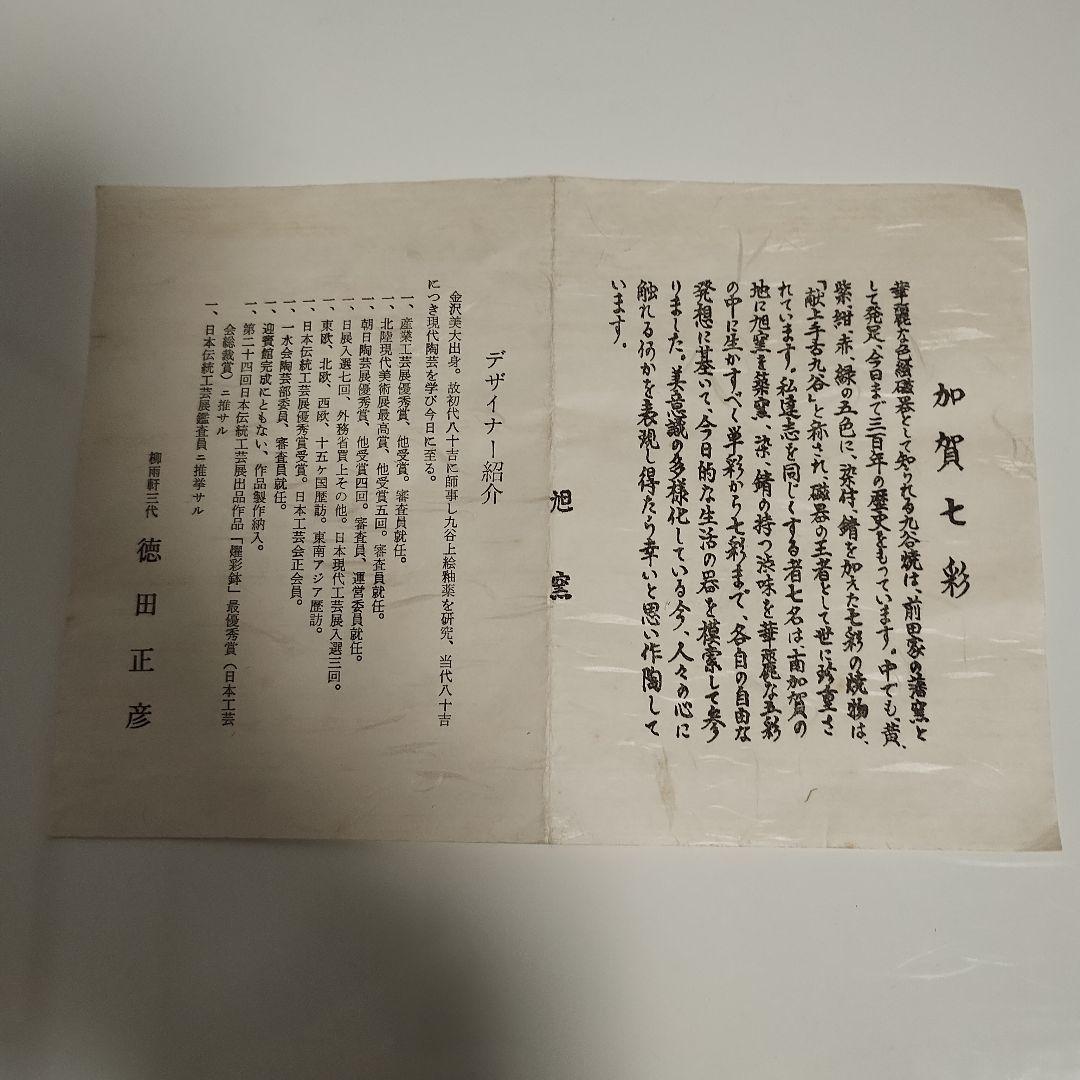 加賀七彩
華麗な色絵磁器として知られる九谷焼は、前田家の藩窯と
して発足、今日まで三百年の歴史をもっています。中でも、黄、
紫、紺、赤、緑の五色に、染付、錆を加えた七彩の焼物は、
「献上手古九谷」と称され、磁器の王者として世に珍重さ
れています。私達志を同じくする者七名は、南加賀の
地に旭窯を築窯、染、錆の持つ渋味を華麗な五彩
の中に生かすべく単彩から七彩まで、各自の自由な
発想に基いて、今日的な生活の器を模索して参
りました。美意識の多様化している今、人々の心に
触れる何かを表現し得たら幸いと思い作陶して
います。
旭窯
デザイナー紹介
金沢美大出身。故初代八十吉に師事し九谷上絵釉薬を研究、当代八十吉
につき現代陶芸を学び今日に至る。
一、産業工芸展優秀賞、他受賞。審査員就任。
一、北陸現代美術展最高賞、他受賞五回。審査員就任。
一、朝日陶芸展優秀賞、他受賞四回。審査員、運営委員就任。
一、日展入選七回、外務省買上その他。日本現代工芸展入選三回。
一、東欧、北欧、西欧、十五ヶ国歴訪。東南アジア歴訪。
一、日本伝統工芸展優秀賞受賞。日本工芸会正会員。
一、一水会陶芸部委員、審査員就任。
一、迎賓館完成にともない、作品製作納入。
一、第二十四回日本伝統工芸展出品作品「燿彩鉢」最優秀賞（日本工芸
会総裁賞）ニ推サル
一、日本伝統工芸展鑑査員ニ推挙サル
柳雨軒三代 徳田正彦